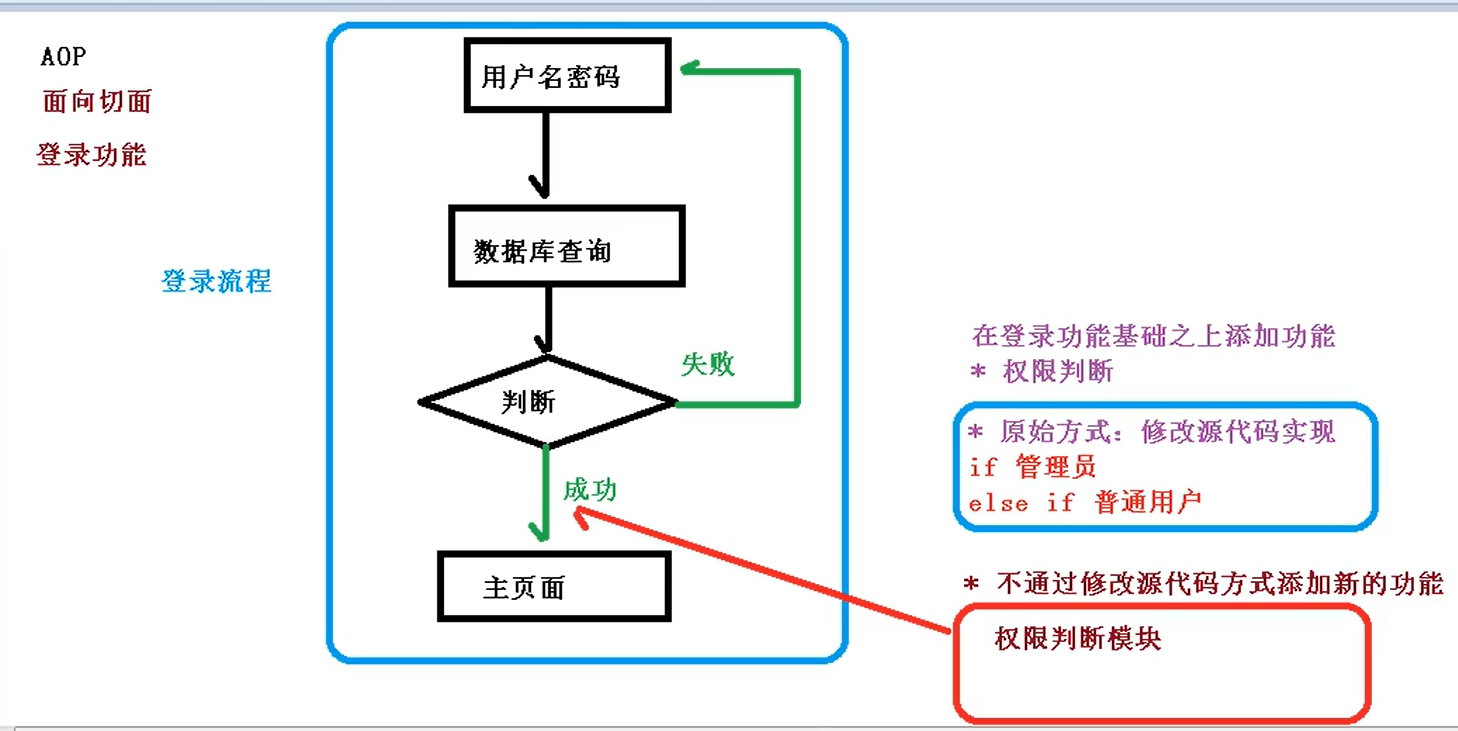 AOP
面向切面
登录功能
登录流程
用户名密码
数据库查询
判断
失败
成功
主页面
在登录功能基础之上添加功能
* 权限判断
* 原始方式：修改源代码实现
if 管理员
else if 普通用户
* 不通过修改源代码方式添加新的功能
权限判断模块